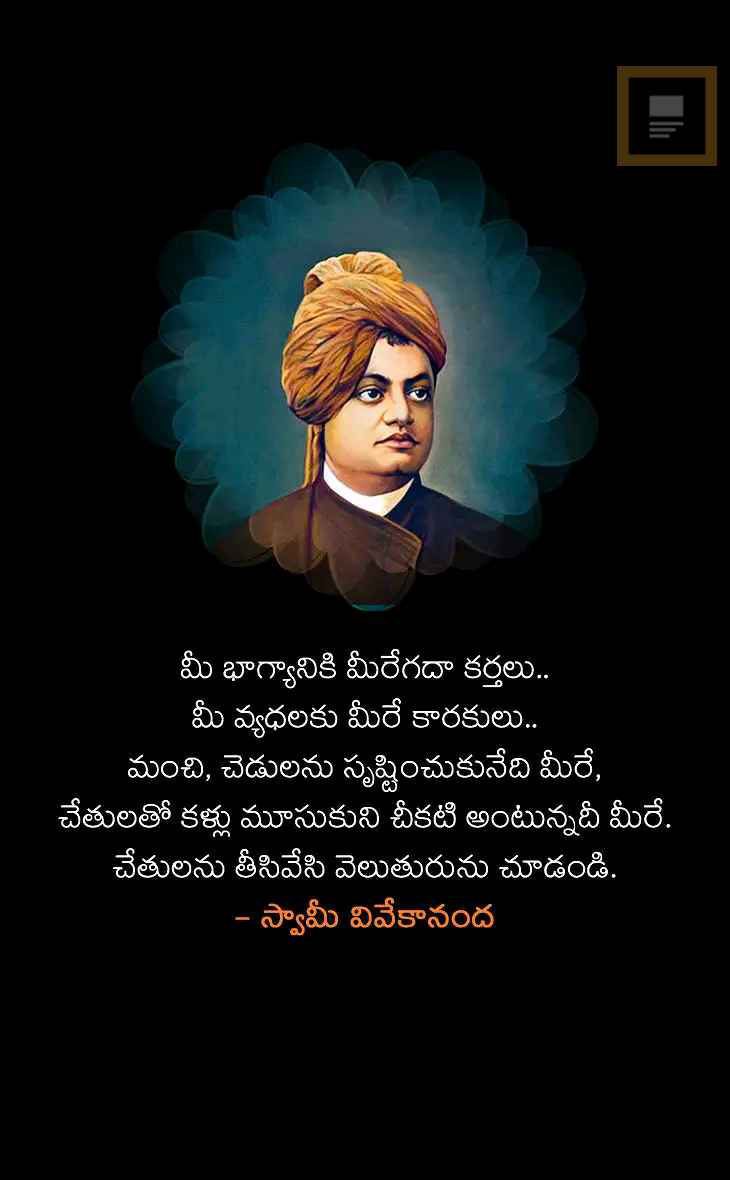 మీ భాగ్యానికి మీరేగదా కర్తలు..
మీ వ్యధలకు మీరే కారకులు..
మంచి, చెడులను సృష్టించుకునేది మీరే,
చేతులతో కళ్లు మూసుకుని చీకటి అంటున్నదీ మీరే.
చేతులను తీసివేసి వెలుతురును చూడండి.
– స్వామీ వివేకానంద